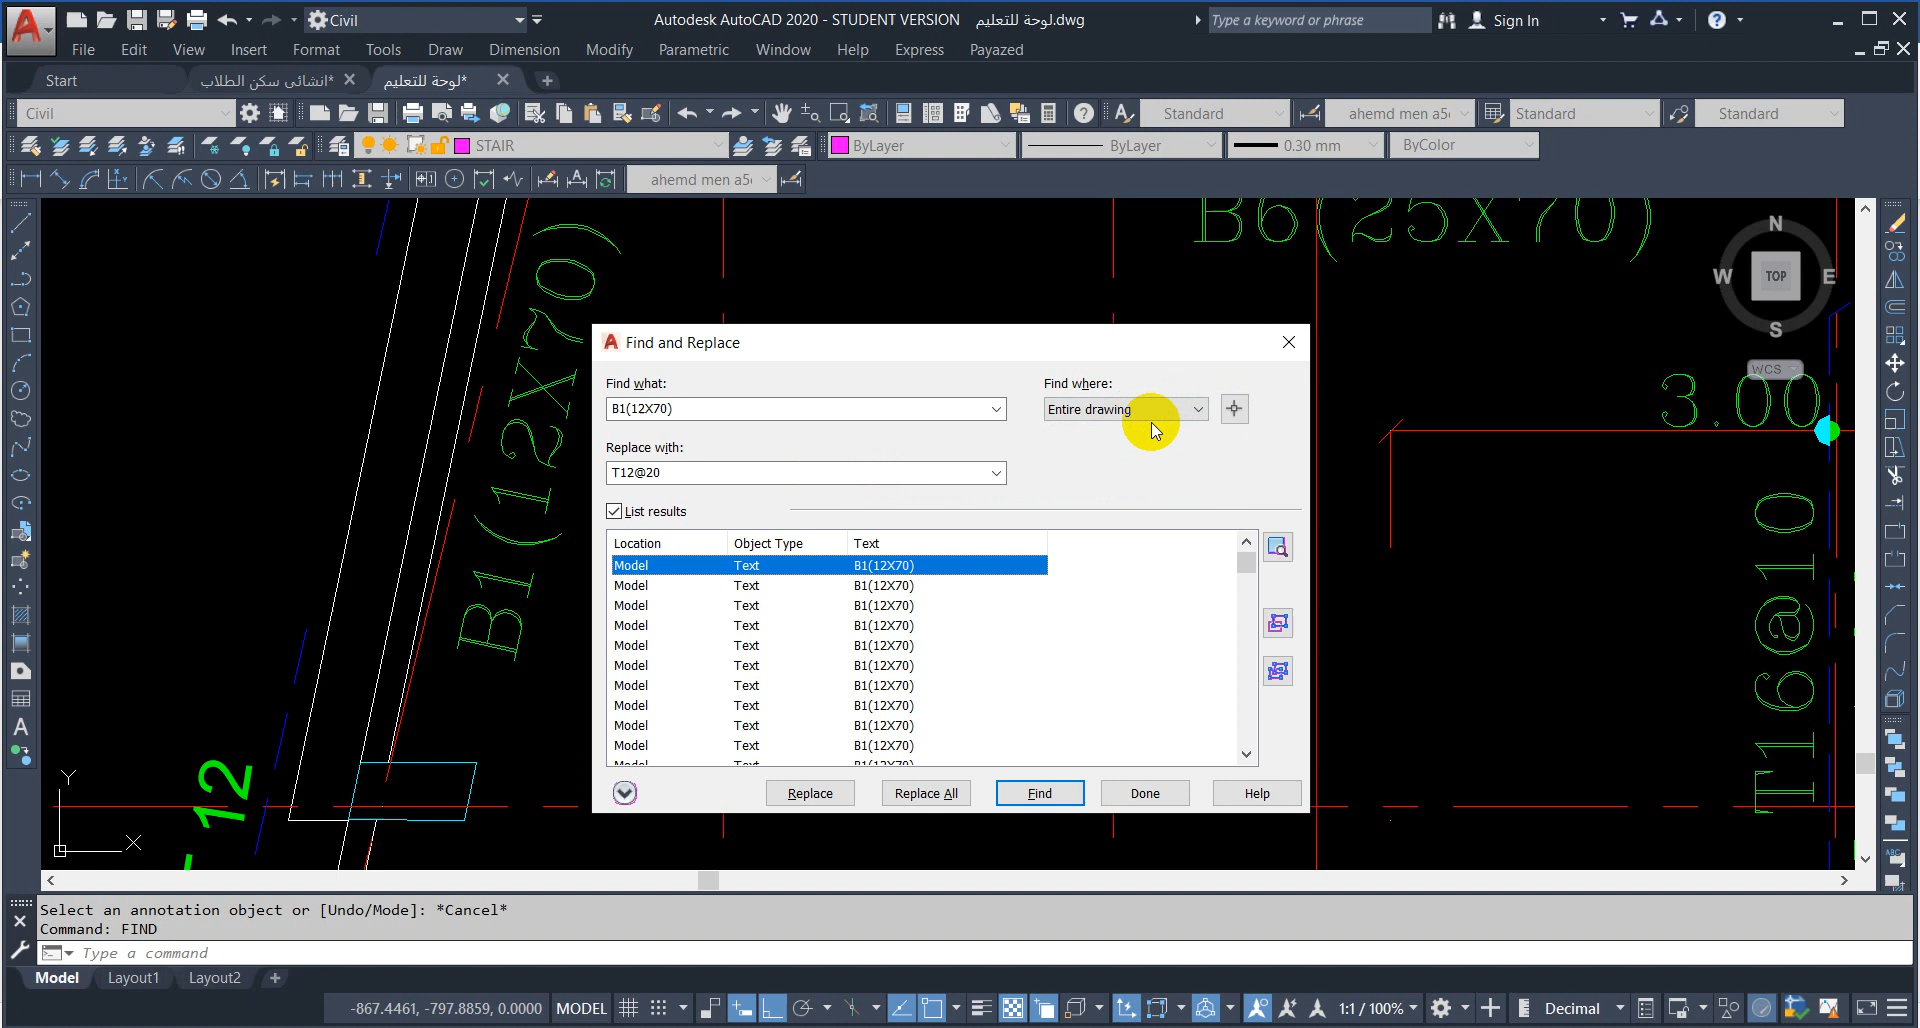 Civil
Autodesk AutoCAD 2020 - STUDENT VERSION لوحة للتعليم.dwg
Type a keyword or phrase
Sign In
File Edit View Insert Format Tools Draw Dimension Modify Parametric Window Help Express Payazed
Start
*انشائى سكن الطلاب
*لوحة للتعليم
Civil
Standard
ahemd men a5
Standard
Standard
STAIR
ByLayer
ByLayer
0.30 mm
ByColor
ahemd men a5
B1(12X70)
B6(25X70)
N
W TOP E
S
WCS
3.00
T16@10
12
Y
X
Find and Replace
Find what:
Find where:
B1(12X70)
Entire drawing
Replace with:
T12@20
List results
Location Object Type Text
Model Text B1(12X70)
Model Text B1(12X70)
Model Text B1(12X70)
Model Text B1(12X70)
Model Text B1(12X70)
Model Text B1(12X70)
Model Text B1(12X70)
Model Text B1(12X70)
Model Text B1(12X70)
Model Text B1(12X70)
Model Text B1(12X70)
Replace Replace All Find Done Help
Select an annotation object or [Undo/Mode]: *Cancel*
Command: FIND
Type a command
Model Layout1 Layout2
-867.4461, -797.8859, 0.0000 MODEL 1:1 / 100% Decimal